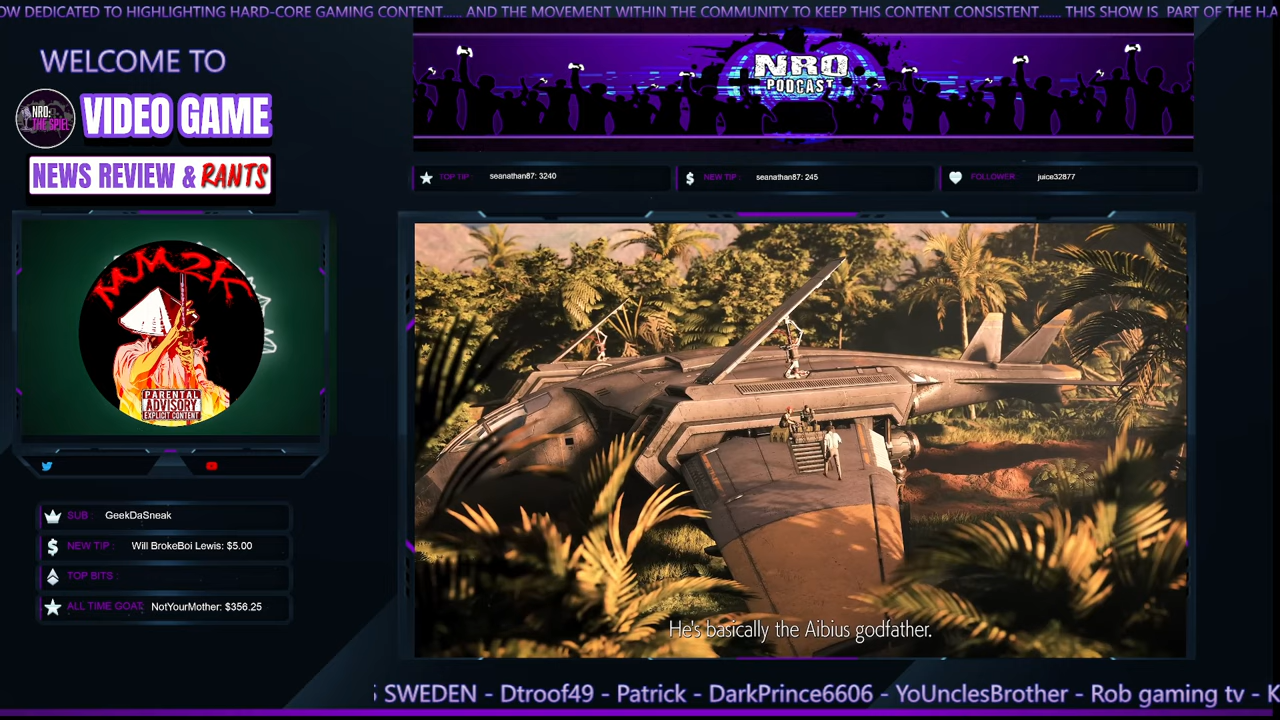 OW DEDICATED TO HIGHLIGHTING HARD-CORE GAMING CONTENT...... AND THE MOVEMENT WITHIN THE COMMUNITY TO KEEP THIS CONTENT CONSISTENT....... THIS SHOW IS PART OF THE H.A
WELCOME TO
NRO:
THE SPIEL
VIDEO GAME
NEWS REVIEW & RANTS
NRO
PODCAST
TOP TIP : seanathan87: 3240
NEW TIP : seanathan87: 245
FOLLOWER : juice32877
MM2K
PARENTAL
ADVISORY
EXPLICIT CONTENT
SUB : GeekDaSneak
NEW TIP : Will BrokeBoi Lewis: $5.00
TOP BITS :
ALL TIME GOAT: NotYourMother: $356.25
He's basically the Aibius godfather.
SWEDEN - Dtroof49 - Patrick - DarkPrince6606 - YoUnclesBrother - Rob gaming tv - K